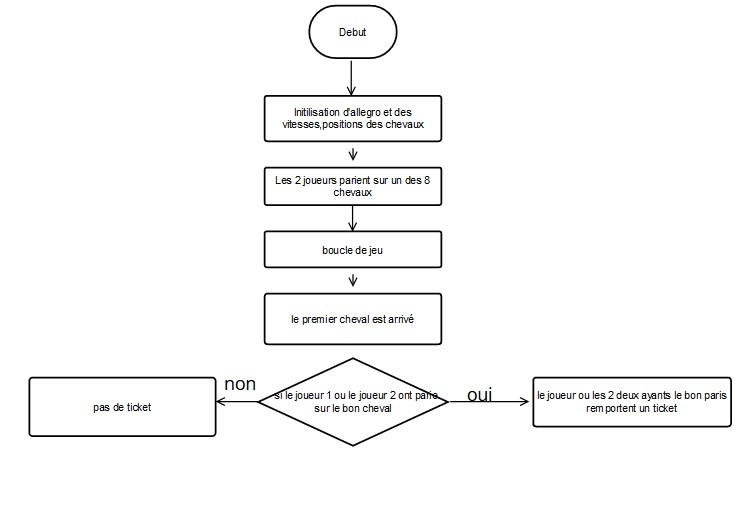 Debut
Initilisation d'allegro et des
vitesses,positions des chevaux
Les 2 joueurs parient sur un des 8
chevaux
boucle de jeu
le premier cheval est arrivé
non
si le joueur 1 ou le joueur 2 ont parie
sur le bon cheval
oui
pas de ticket
le joueur ou les 2 deux ayants le bon paris
remportent un ticket